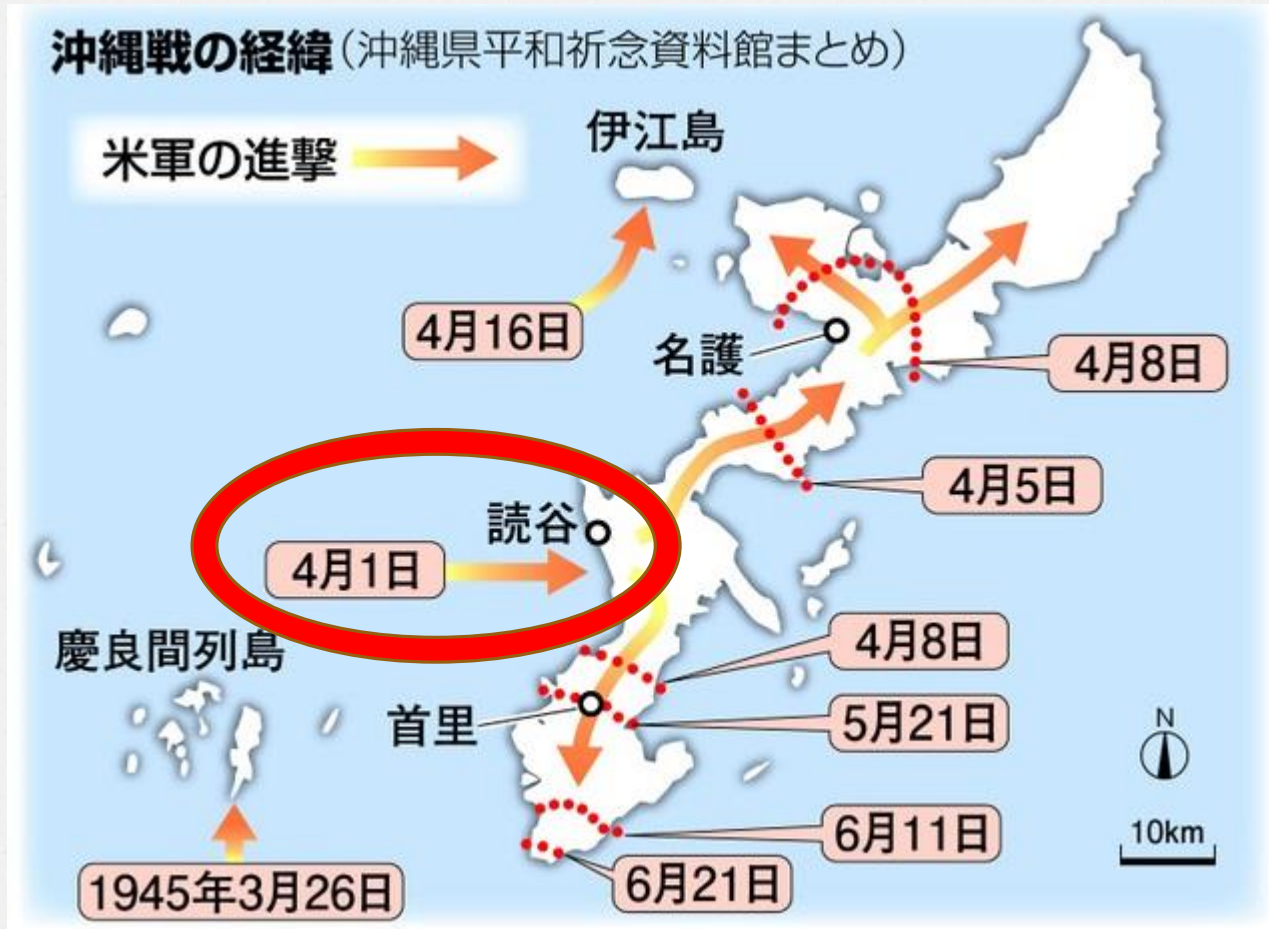 沖縄戦の経緯(沖縄県平和祈念資料館まとめ)
米軍の進撃
伊江島
4月16日
名護
4月8日
4月5日
読谷
4月1日
慶良間列島
4月8日
首里
5月21日
N
6月11日
10km
1945年3月26日
6月21日